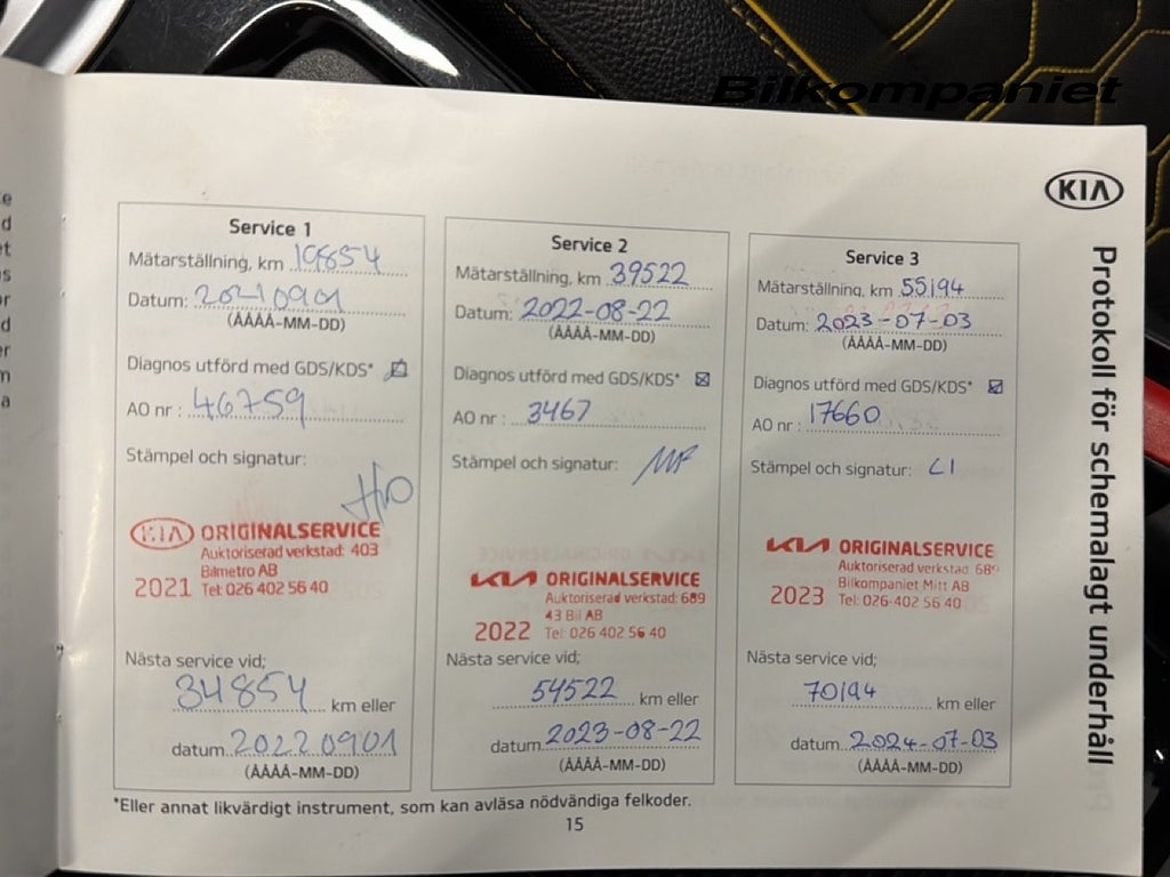 Bilkompaniet
KIA
Protokoll för schemalagt underhåll
Service 1
Mätarställning, km 19854
Datum: 20210901
(ÅÅÅÅ-MM-DD)
Diagnos utförd med GDS/KDS*
AO nr : 46759
Stämpel och signatur:
KIA ORIGINALSERVICE
Auktoriserad verkstad: 403
Bilmetro AB
2021 Tel: 026 402 56 40
Nästa service vid;
34854 km eller
datum 20220901
(ÅÅÅÅ-MM-DD)
Service 2
Mätarställning, km 39522
Datum: 2022-08-22
(ÅÅÅÅ-MM-DD)
Diagnos utförd med GDS/KDS* ☒
AO nr : 3467
Stämpel och signatur: MF
KIA ORIGINALSERVICE
Auktoriserad verkstad: 689
43 Bil AB
2022 Tel: 026 402 56 40
Nästa service vid;
54522 km eller
datum 2023-08-22
(ÅÅÅÅ-MM-DD)
Service 3
Mätarställning, km 55194
Datum: 2023-07-03
(ÅÅÅÅ-MM-DD)
Diagnos utförd med GDS/KDS* ☒
AO nr : 17660
Stämpel och signatur: LI
KIA ORIGINALSERVICE
Auktoriserad verkstad: 689
Bilkompaniet Mitt AB
2023 Tel: 026-402 56 40
Nästa service vid;
70194 km eller
datum 2024-07-03
(ÅÅÅÅ-MM-DD)
*Eller annat likvärdigt instrument, som kan avläsa nödvändiga felkoder.
15